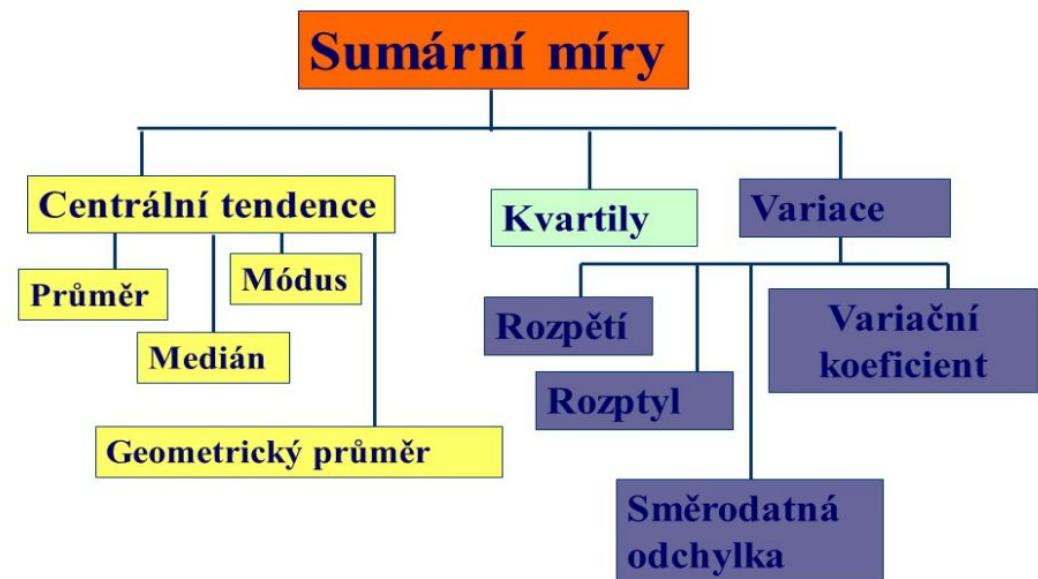 Sumární míry
Centrální tendence
Kvartily
Variace
Průměr
Módus
Medián
Geometrický průměr
Rozpětí
Rozptyl
Variační
koeficient
Směrodatná
odchylka